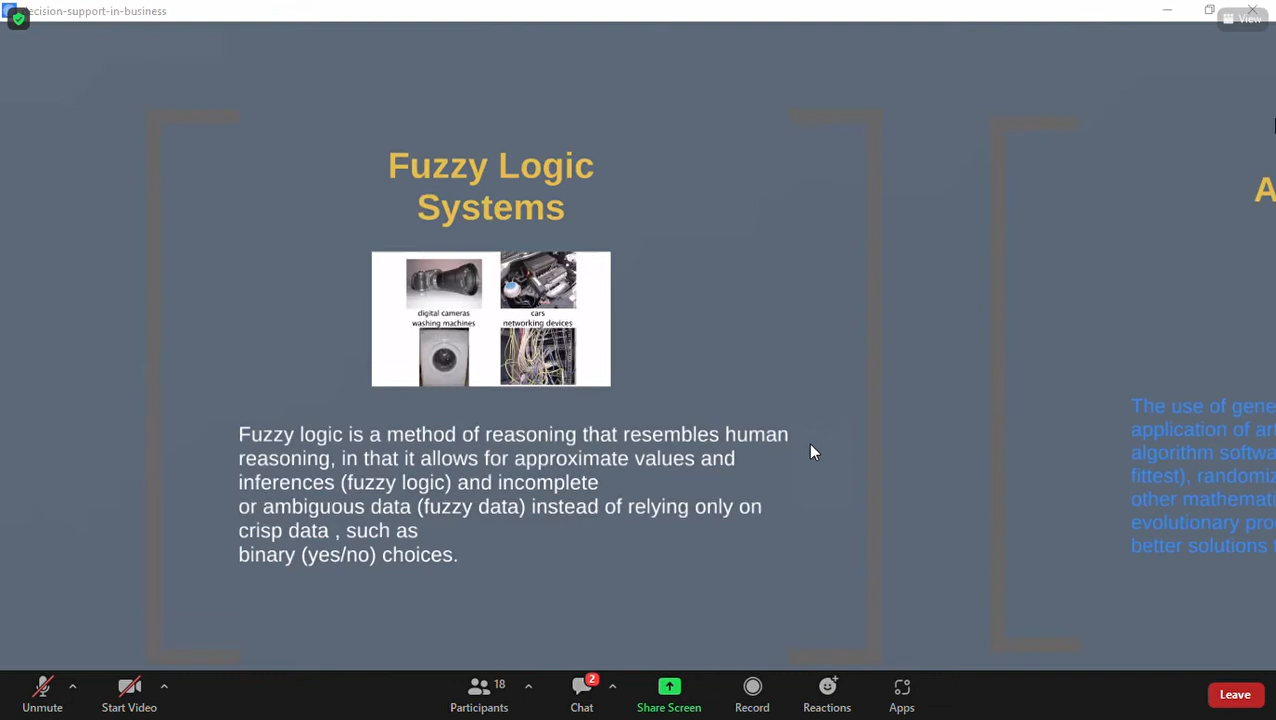 ecision-support-in-business
View
Fuzzy Logic
Systems
digital cameras
washing machines
cars
networking devices
Fuzzy logic is a method of reasoning that resembles human
reasoning, in that it allows for approximate values and
inferences (fuzzy logic) and incomplete
or ambiguous data (fuzzy data) instead of relying only on
crisp data , such as
binary (yes/no) choices.
A
The use of gene
application of ar
algorithm softwa
fittest), randomiz
other mathemati
evolutionary pro
better solutions
Unmute
Start Video
18
Participants
2
Chat
Share Screen
Record
Reactions
Apps
Leave